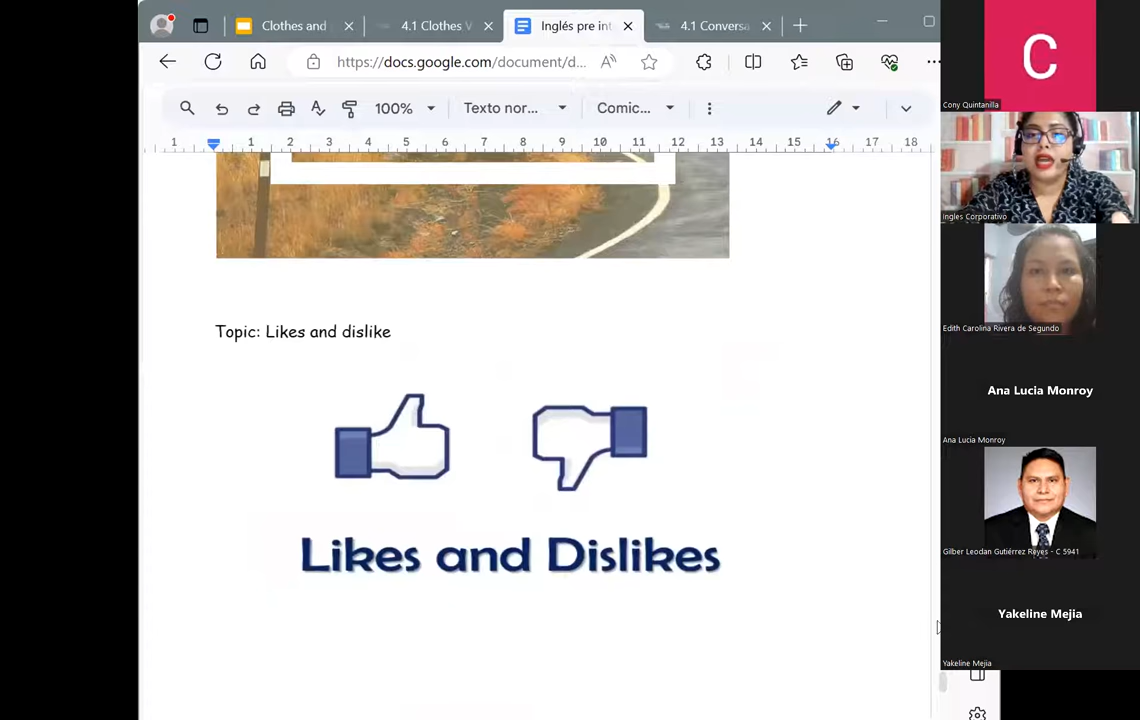 Clothes and
4.1 Clothes V
Inglés pre int
4.1 Conversa
https://docs.google.com/document/d...
100%
Texto nor...
Comic...
1 1 2 3 4 5 6 7 8 9 10 11 12 13 14 15 16 17 18
Topic: Likes and dislike
Likes and Dislikes
C
Cony Quintanilla
Ingles Corporativo
Edith Carolina Rivera de Segundo
Ana Lucia Monroy
Ana Lucia Monroy
Gilber Leodan Gutiérrez Reyes - C 5941
Yakeline Mejia
Yakeline Mejia